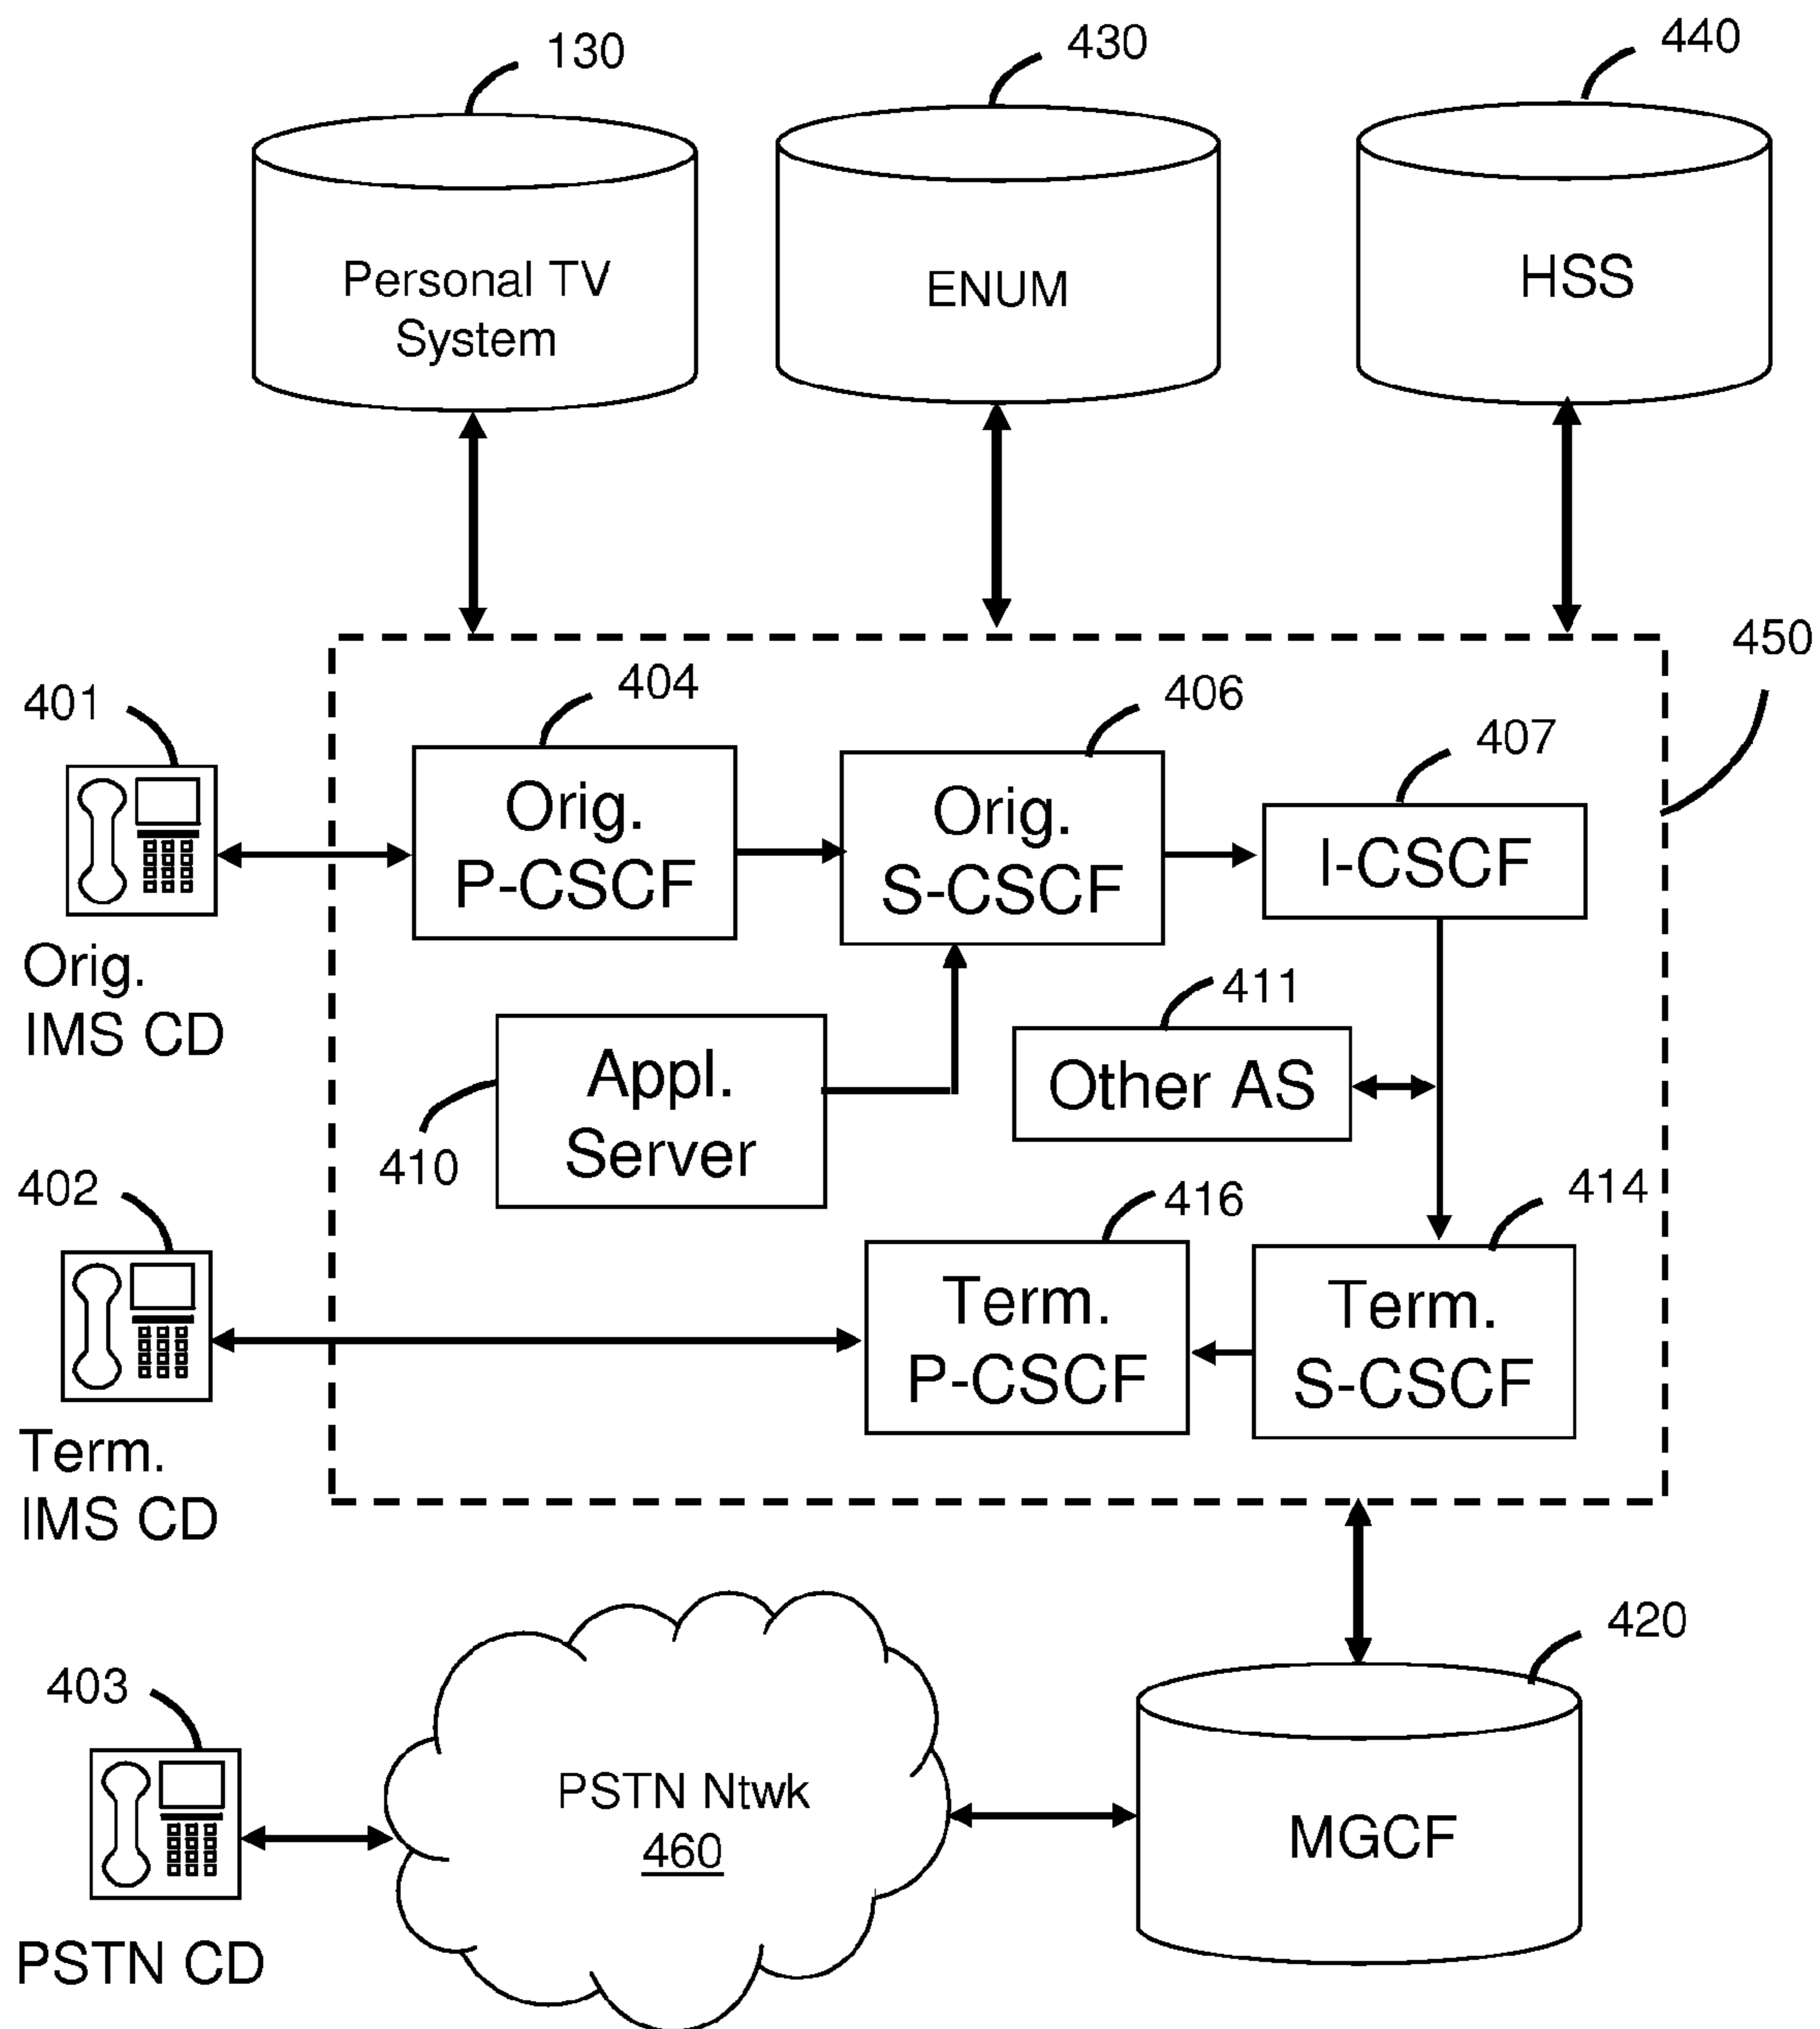 130
430
440
Personal TV
System
ENUM
HSS
450
401
404
406
407
Orig.
P-CSCF
Orig.
S-CSCF
I-CSCF
Orig.
IMS CD
411
Other AS
Appl.
Server
410
402
416
414
Term.
P-CSCF
Term.
S-CSCF
Term.
IMS CD
420
403
PSTN Ntwk
460
MGCF
PSTN CD